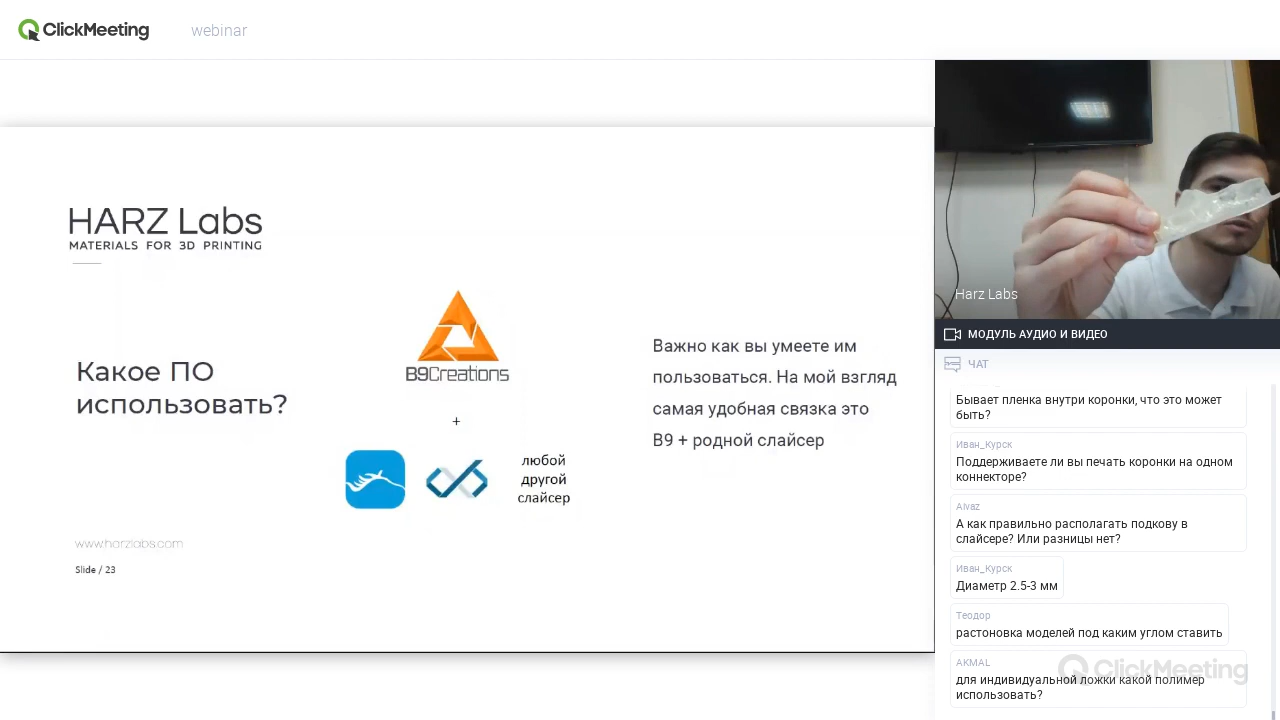 ClickMeeting
webinar
HARZ Labs
MATERIALS FOR 3D PRINTING
Какое ПО
использовать?
B9Creations
+
любой
другой
слайсер
Важно как вы умеете им
пользоваться. На мой взгляд
самая удобная связка это
B9 + родной слайсер
www.harzlabs.com
Slide / 23
Harz Labs
МОДУЛЬ АУДИО И ВИДЕО
ЧАТ
Бывает пленка внутри коронки, что это может
быть?
Иван_Курск
Поддерживаете ли вы печать коронки на одном
коннекторе?
Aivaz
А как правильно располагать подкову в
слайсере? Или разницы нет?
Иван_Курск
Диаметр 2.5-3 мм
Теодор
растоновка моделей под каким углом ставить
AKMAL
для индивидуальной ложки какой полимер
использовать?
ClickMeeting